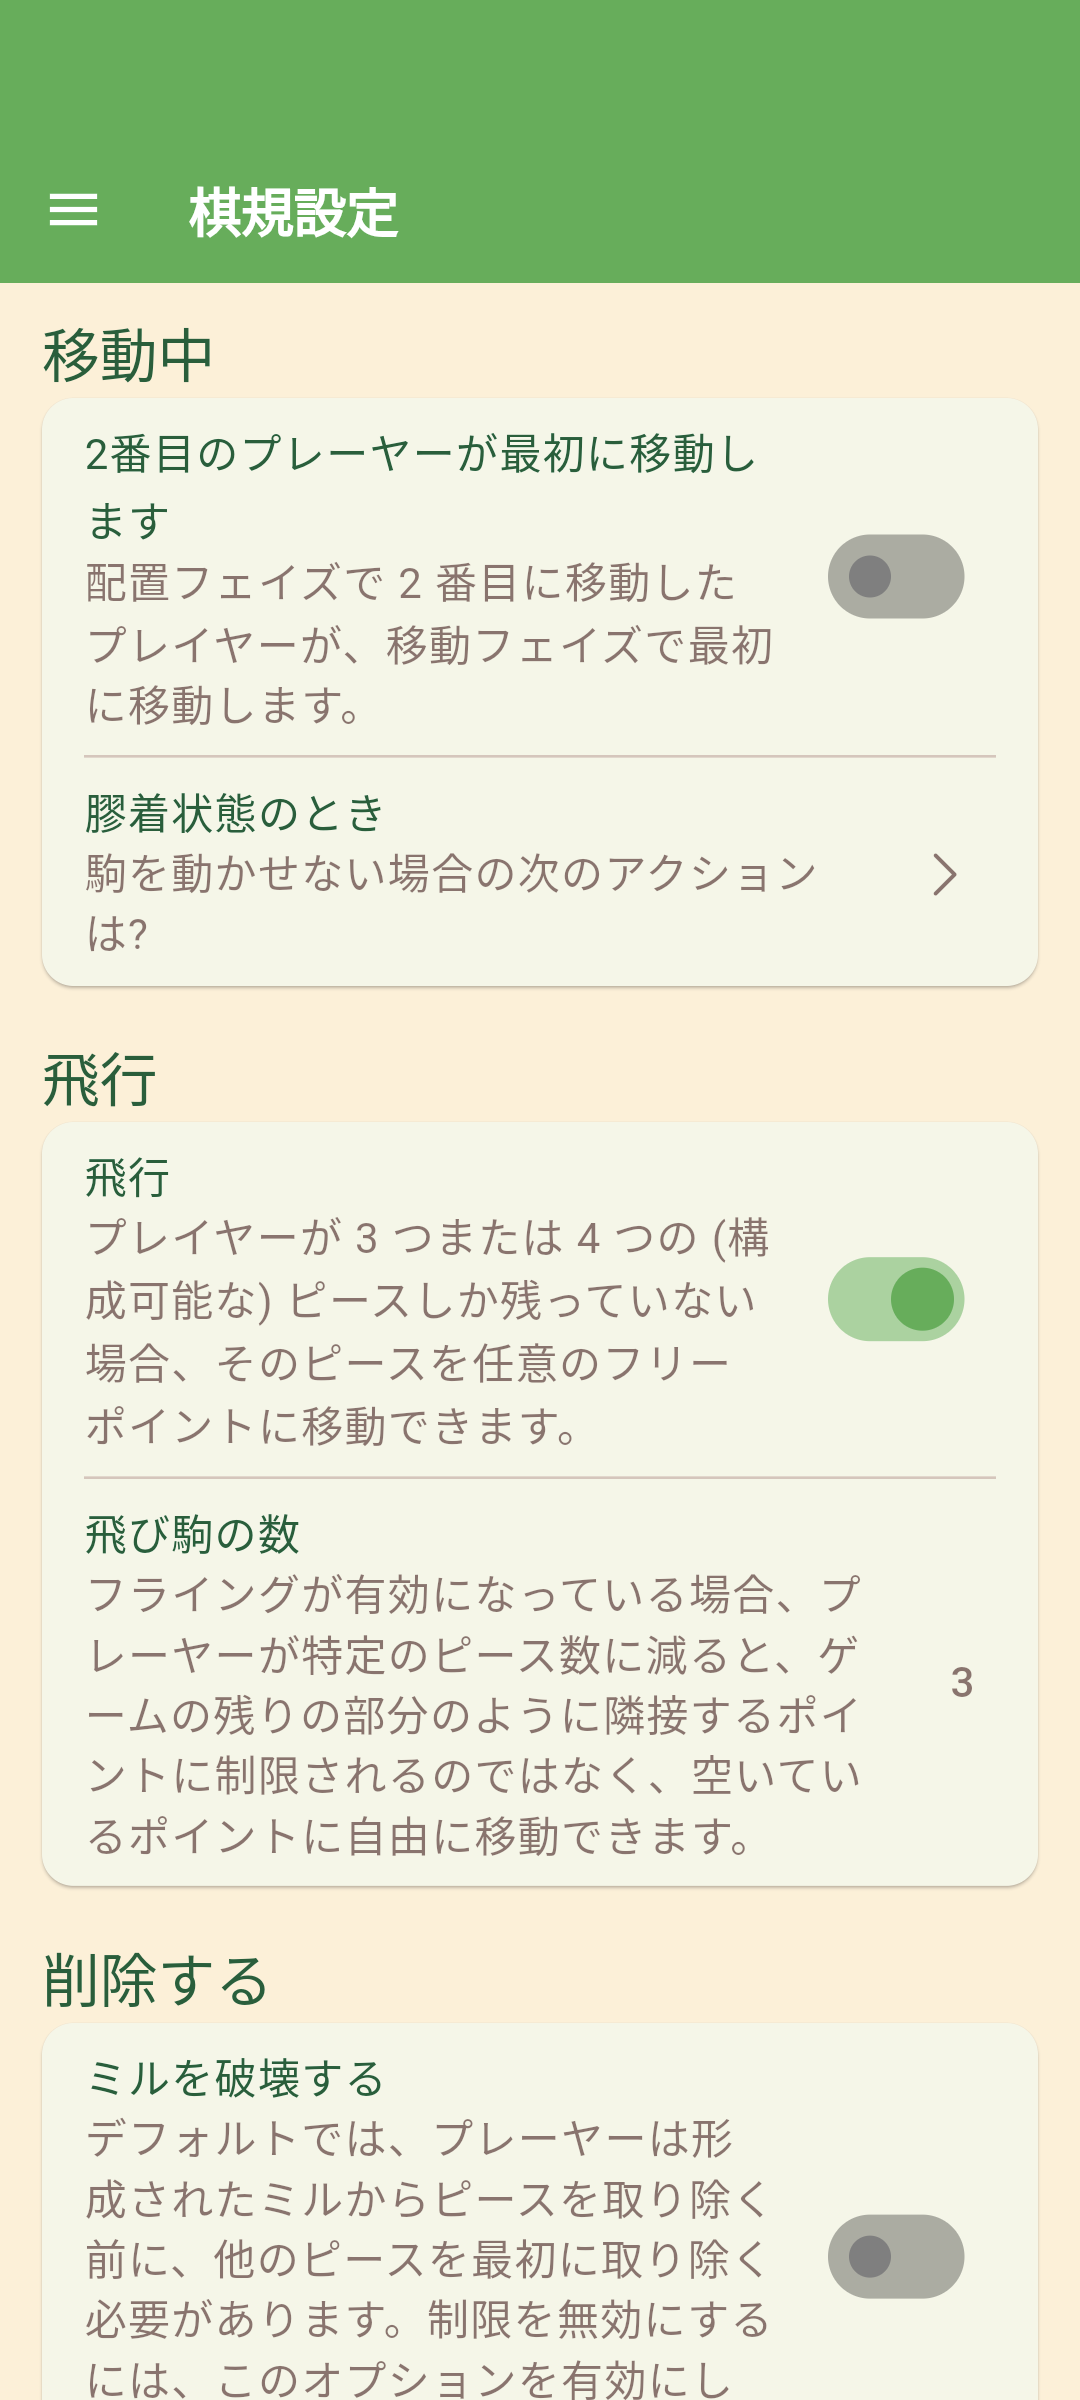 棋規設定
移動中
2番目のプレーヤーが最初に移動し
ます
配置フェイズで 2 番目に移動した
プレイヤーが、移動フェイズで最初
に移動します。
膠着状態のとき
駒を動かせない場合の次のアクション
は?
飛行
飛行
プレイヤーが 3 つまたは 4 つの (構
成可能な) ピースしか残っていない
場合、そのピースを任意のフリー
ポイントに移動できます。
飛び駒の数
フライングが有効になっている場合、プ
レーヤーが特定のピース数に減ると、ゲ
ームの残りの部分のように隣接するポイ
ントに制限されるのではなく、空いてい
るポイントに自由に移動できます。
3
削除する
ミルを破壊する
デフォルトでは、プレーヤーは形
成されたミルからピースを取り除く
前に、他のピースを最初に取り除く
必要があります。制限を無効にする
には、このオプションを有効にし